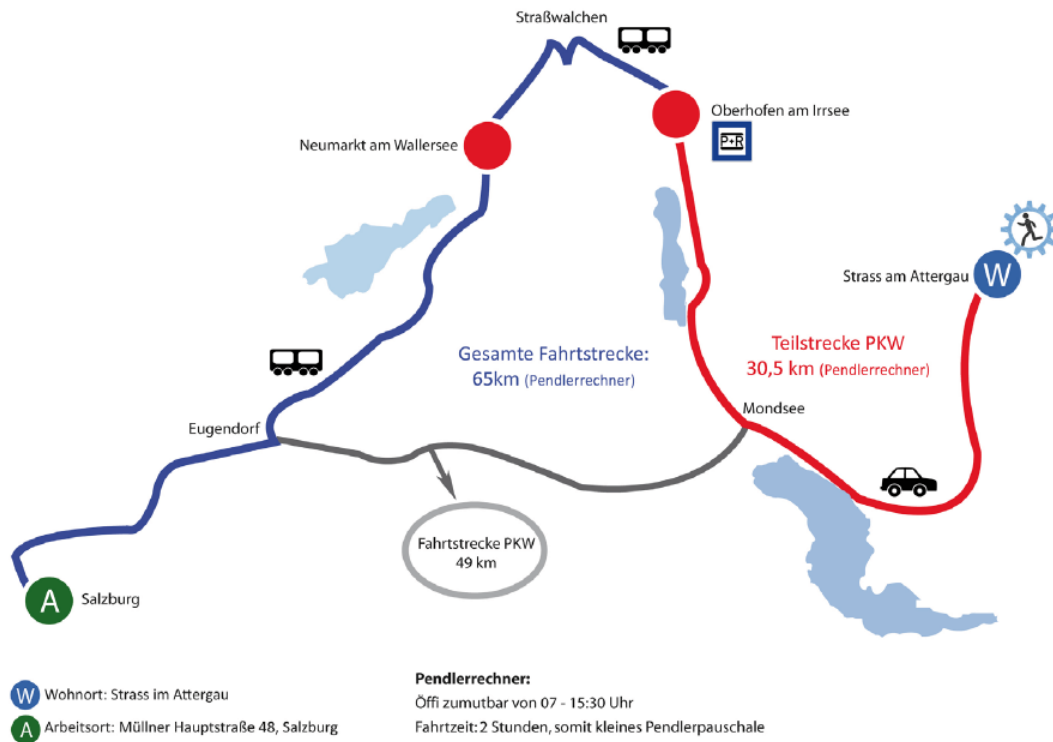 Straßwalchen
Oberhofen am Irrsee
P+R
Neumarkt am Wallersee
Strass am Attergau
W
Gesamte Fahrtstrecke:
65km (Pendlerrechner)
Teilstrecke PKW
30,5 km (Pendlerrechner)
Mondsee
Eugendorf
Fahrtstrecke PKW
49 km
A
Salzburg
W Wohnort: Strass im Attergau
A Arbeitsort: Müllner Hauptstraße 48, Salzburg
Pendlerrechner:
Öffi zumutbar von 07 - 15:30 Uhr
Fahrtzeit: 2 Stunden, somit kleines Pendlerpauschale